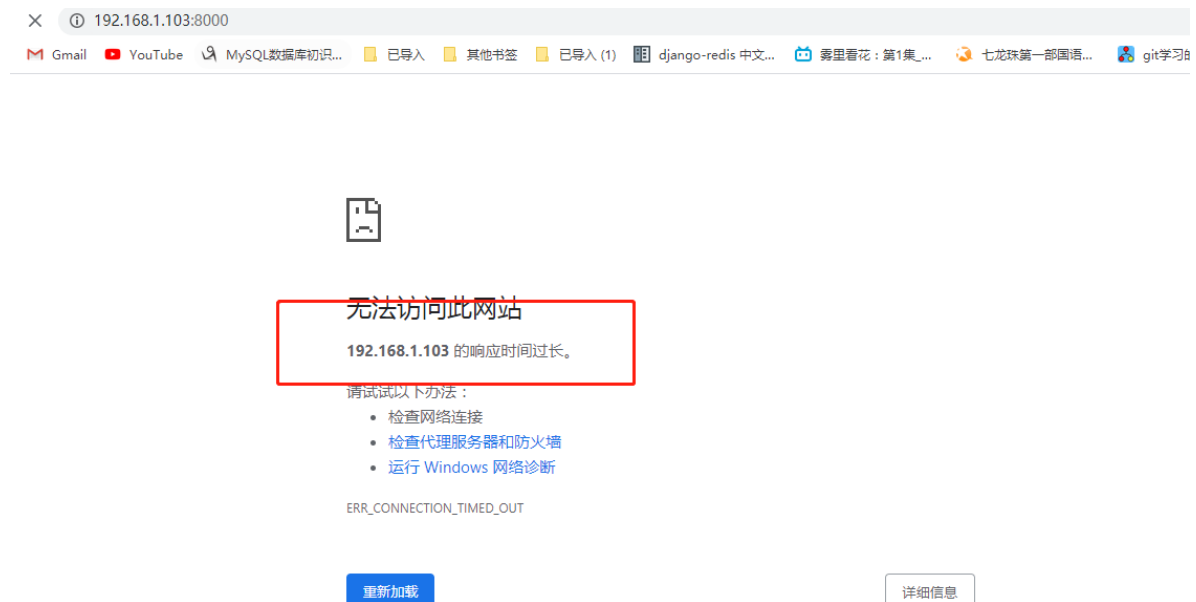 192.168.1.103:8000
Gmail YouTube MySQL数据库初识... 已导入 其他书签 已导入 (1) django-redis 中文... 雾里看花：第1集_... 七龙珠第一部国语... git学习的
无法访问此网站
192.168.1.103 的响应时间过长。
请试试以下办法：
检查网络连接
检查代理服务器和防火墙
运行 Windows 网络诊断
ERR_CONNECTION_TIMED_OUT
重新加载 详细信息